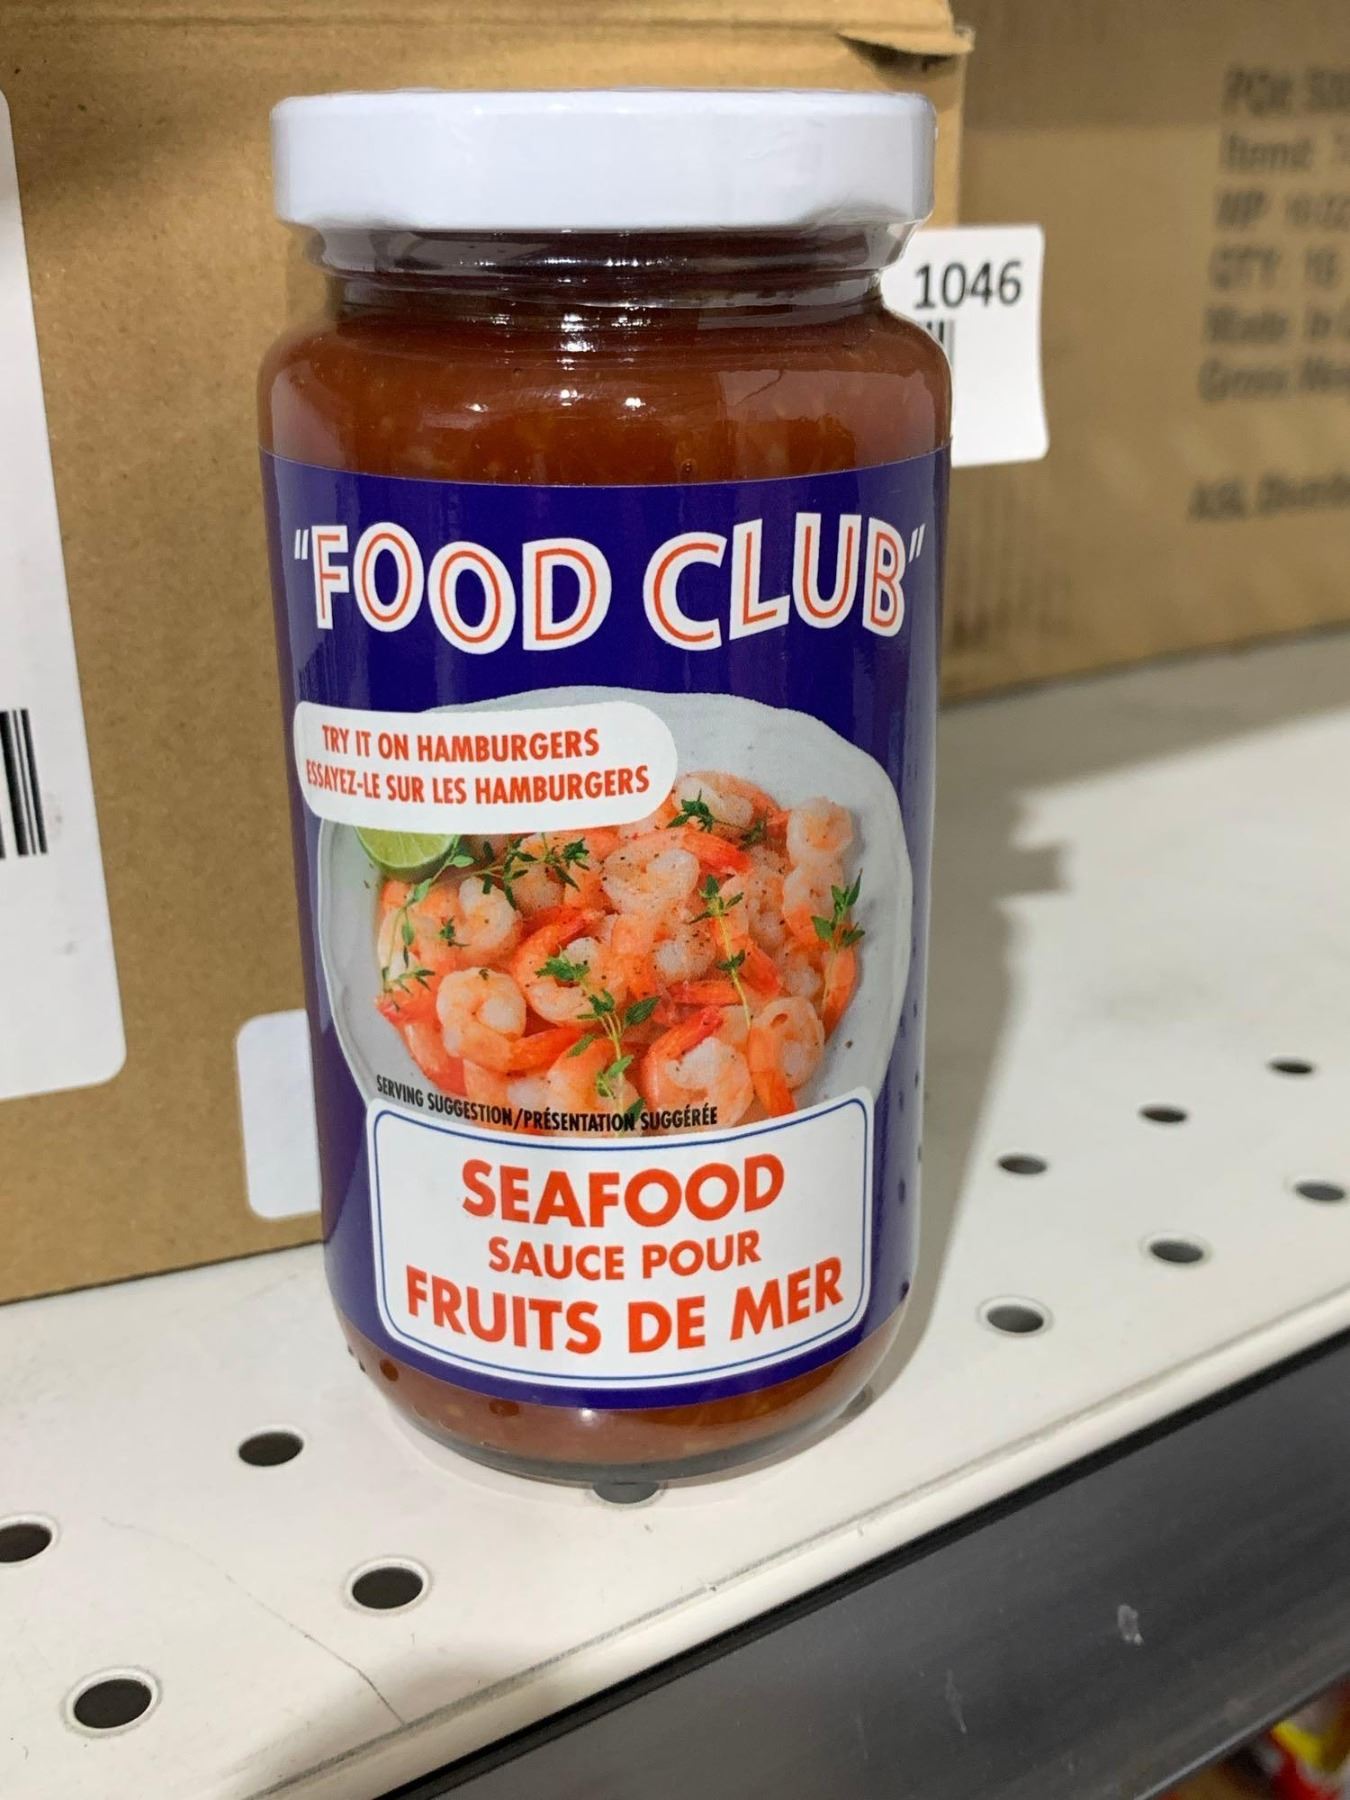 1046
"FOOD CLUB"
TRY IT ON HAMBURGERS
ESSAYEZ-LE SUR LES HAMBURGERS
SERVING SUGGESTION/PRÉSENTATION SUGGÉRÉE
SEAFOOD
SAUCE POUR
FRUITS DE MER
QTY